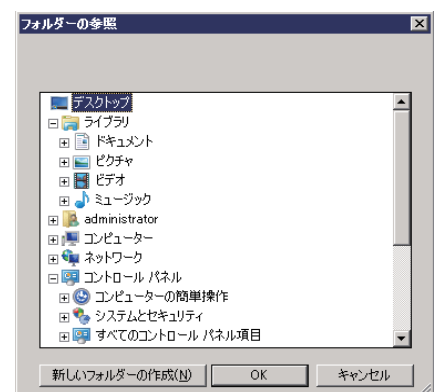 フォルダーの参照
デスクトップ
ライブラリ
ドキュメント
ピクチャ
ビデオ
ミュージック
administrator
コンピューター
ネットワーク
コントロール パネル
コンピューターの簡単操作
システムとセキュリティ
すべてのコントロール パネル項目
新しいフォルダーの作成(N) OK キャンセル